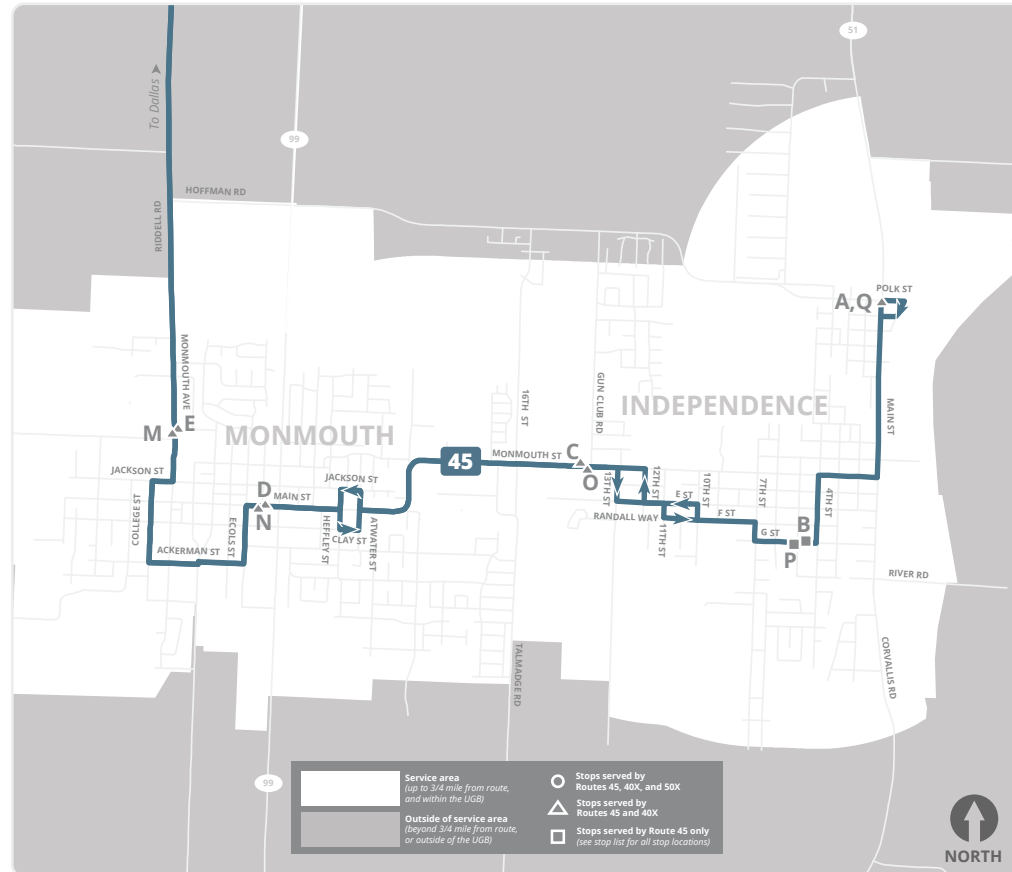 51
To Dallas
99
HOFFMAN RD
RIDDELL RD
POLK ST
A,Q
MONMOUTH AVE
GUN CLUB RD
16TH ST
INDEPENDENCE
MAIN ST
M
E
MONMOUTH
C
MONMOUTH ST
45
O
JACKSON ST
JACKSON ST
13TH ST
12TH ST
10TH ST
7TH ST
4TH ST
D
MAIN ST
N
E ST
F ST
RANDALL WAY
COLLEGE ST
ECOLS ST
HEFFLEY ST
CLAY ST
ATWATER ST
11TH ST
G ST
B
P
ACKERMAN ST
RIVER RD
TALMADGE RD
CORVALLIS RD
99
Service area
(up to 3/4 mile from route,
and within the UGB)
Outside of service area
(beyond 3/4 mile from route,
or outside of the UGB)
Stops served by
Routes 45, 40X, and 50X
Stops served by
Routes 45 and 40X
Stops served by Route 45 only
(see stop list for all stop locations)
NORTH